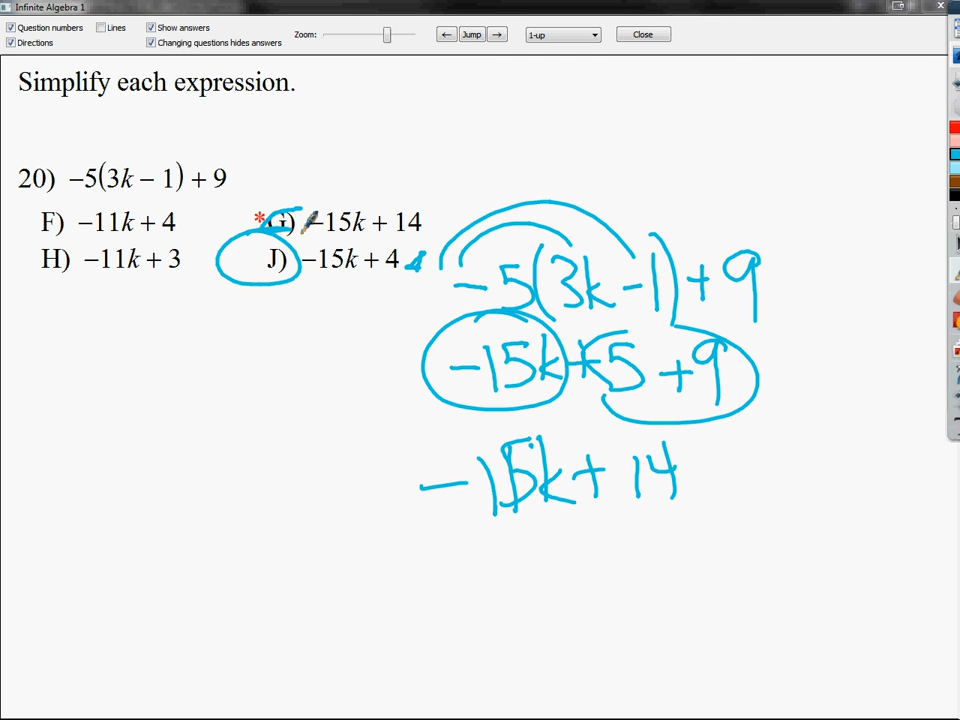 Infinite Algebra 1
Question numbers Lines Show answers Zoom: ← Jump → 1-up Close
Directions Changing questions hides answers
Simplify each expression.
20) −5(3k − 1) + 9
F) −11k + 4 *G) −15k + 14
H) −11k + 3 J) −15k + 4
−5(3k −1) + 9
−15k + 5 + 9
−15k + 14